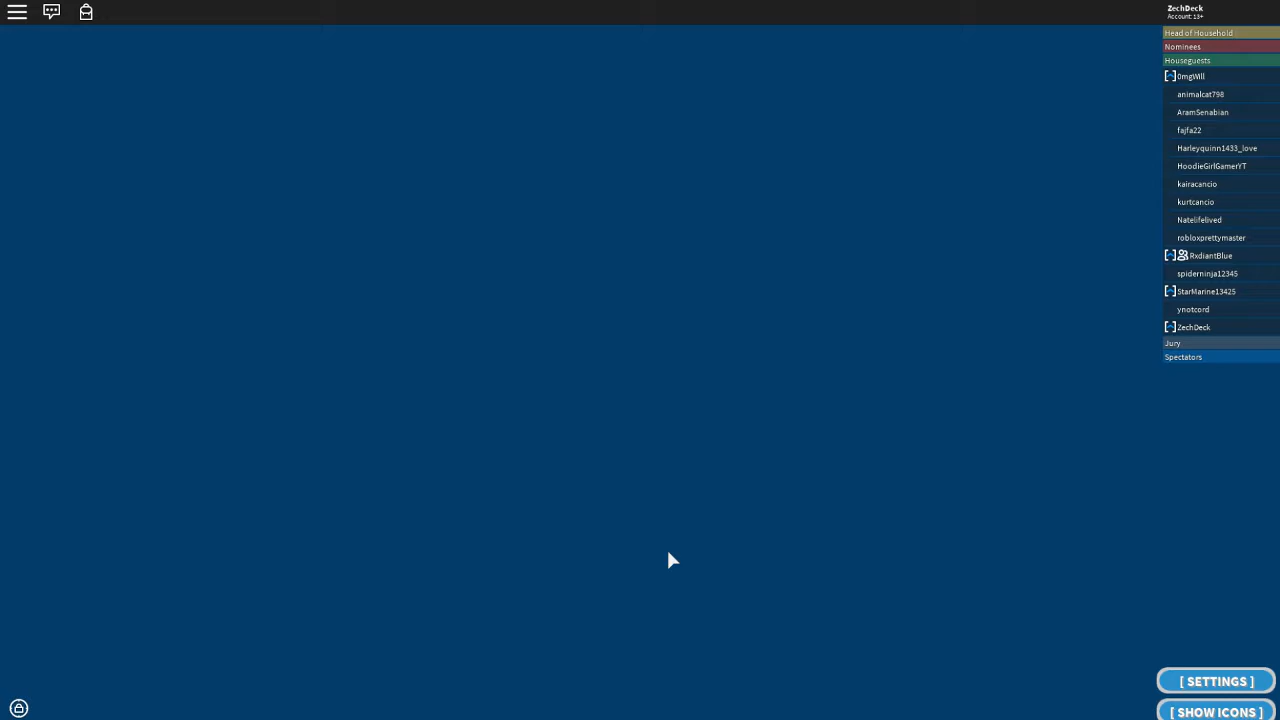 ZechDeck
Account: 13+
Head of Household
Nominees
Houseguests
0mgWill
animalcat798
AramSenabian
fajfa22
Harleyquinn1433_love
HoodieGirlGamerYT
kairacancio
kurtcancio
Natelifelived
robloxprettymaster
RxdiantBlue
spiderninja12345
StarMarine13425
ynotcord
ZechDeck
Jury
Spectators
[ SETTINGS ]
[ SHOW ICONS ]